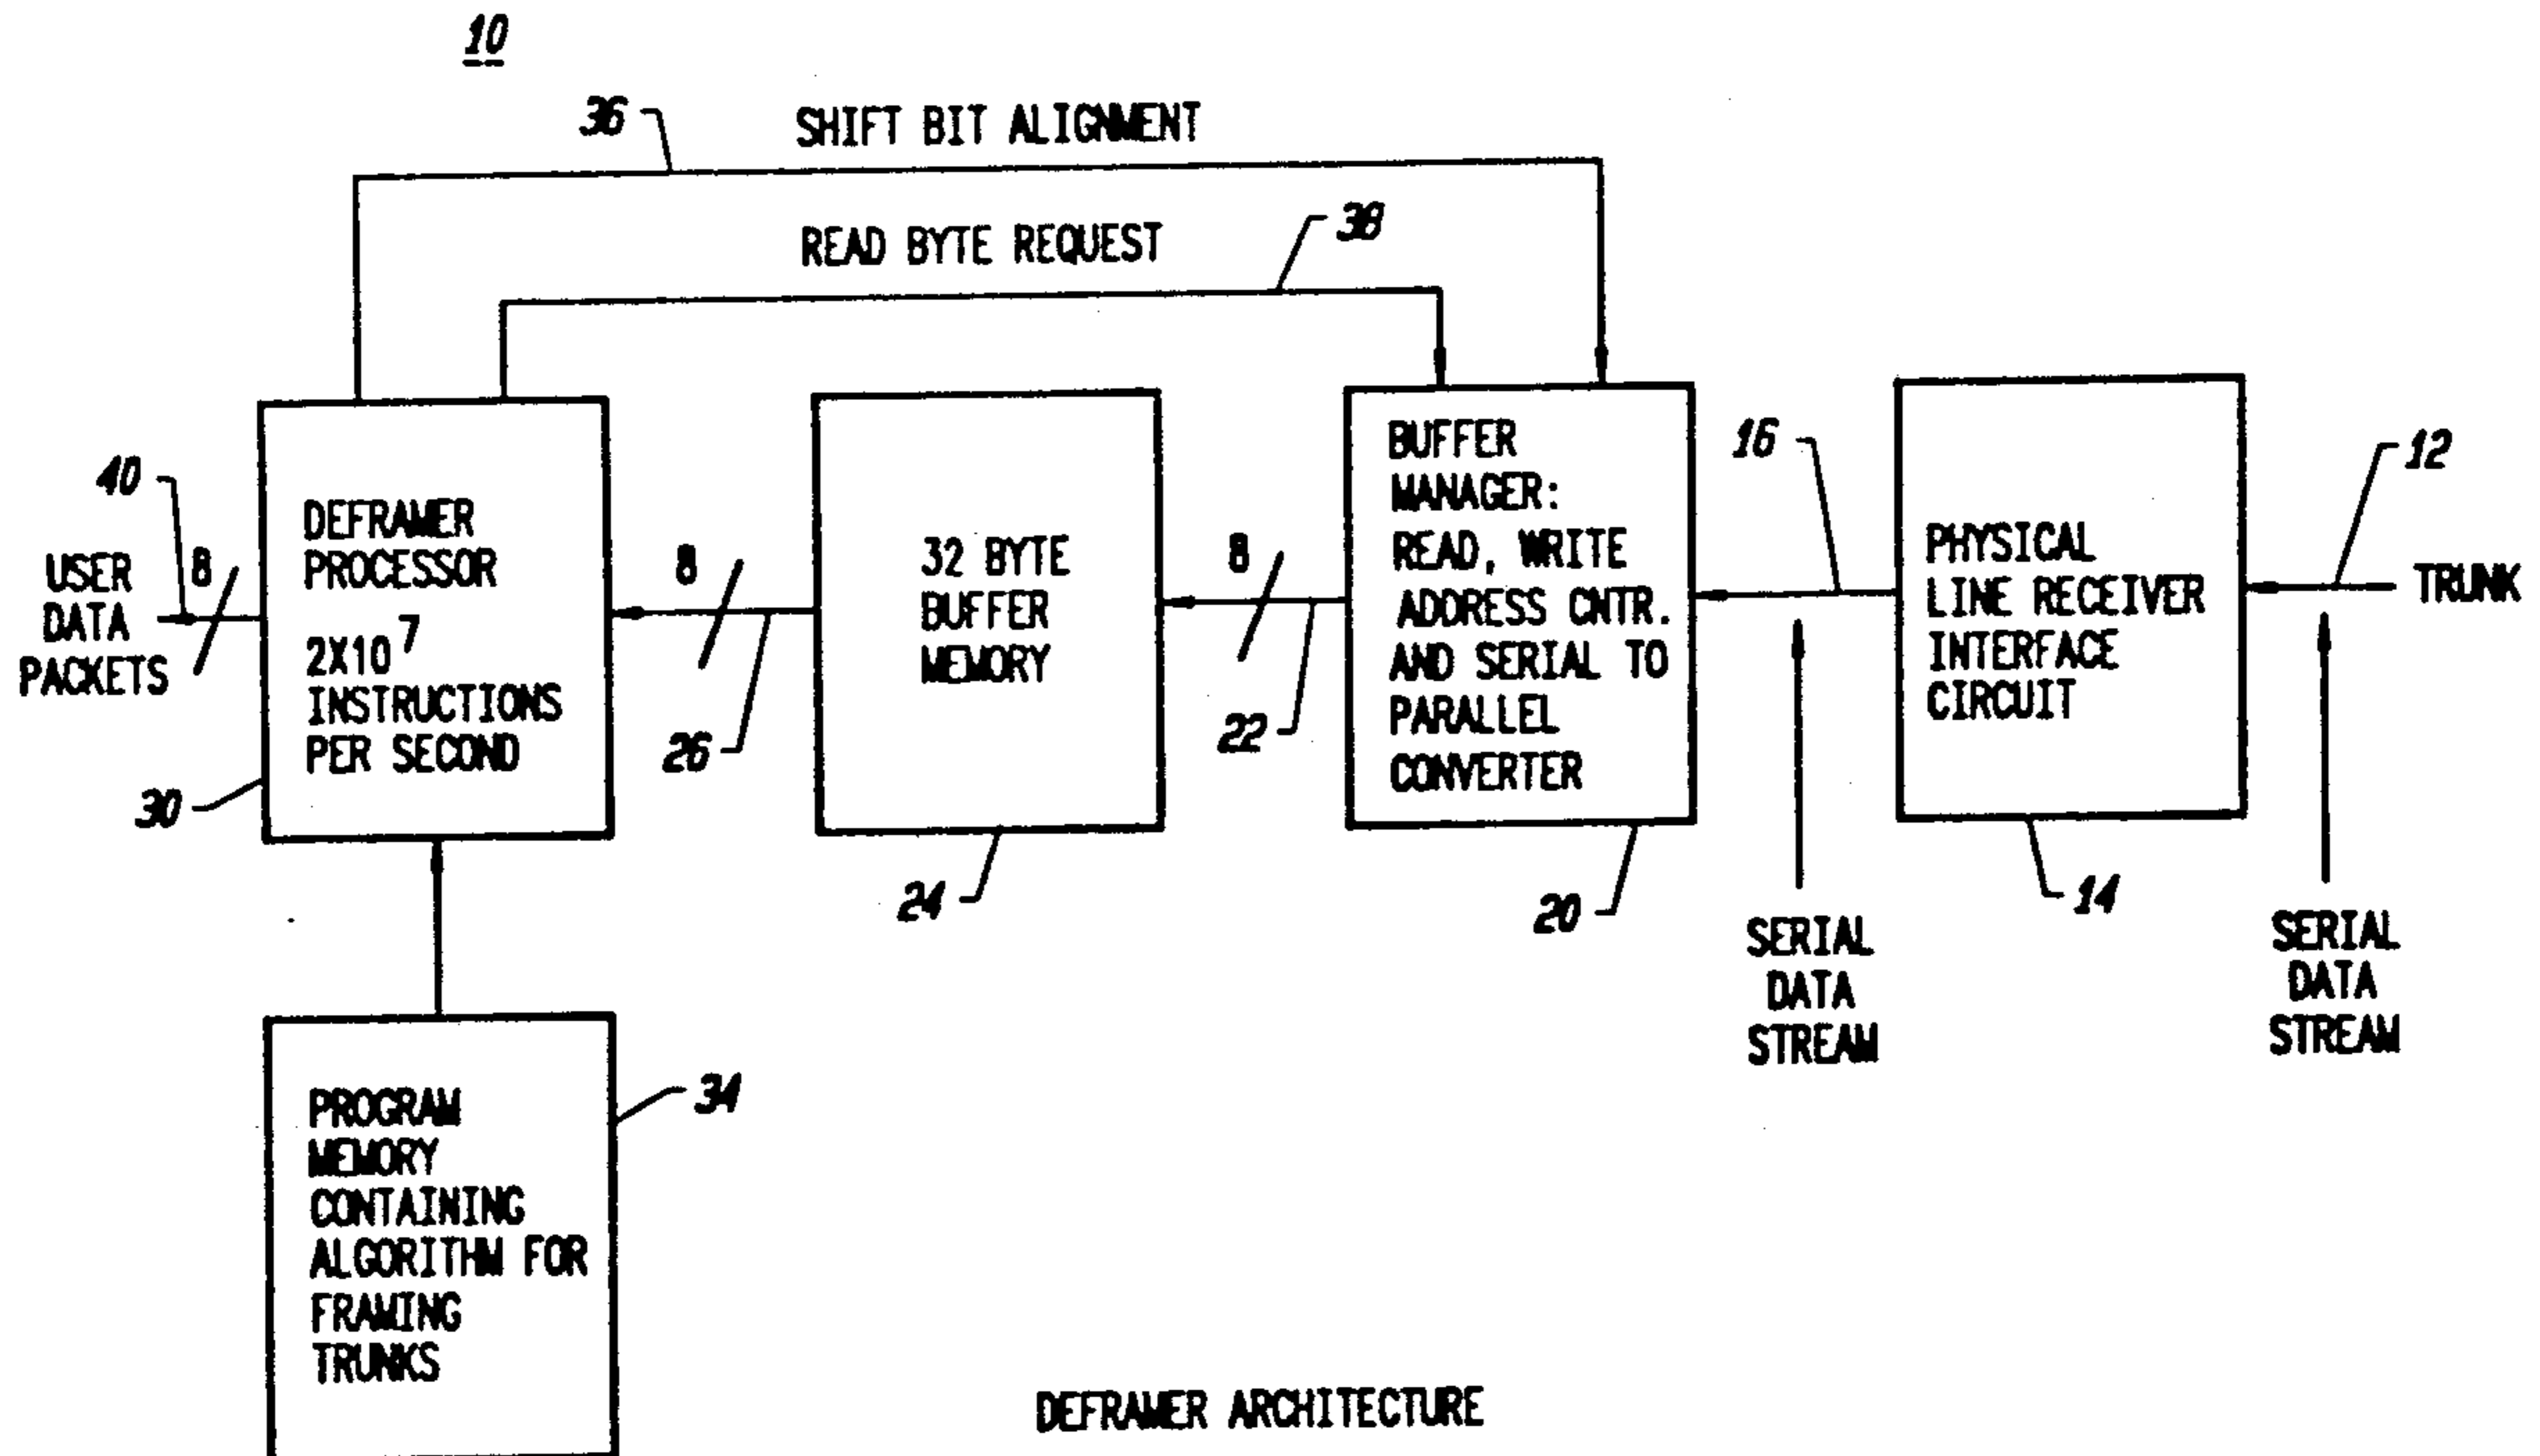 10
36
SHIFT BIT ALIGNMENT
38
READ BYTE REQUEST
40
USER
DATA
PACKETS
8
DEFRAMER
PROCESSOR
2X10 7
INSTRUCTIONS
PER SECOND
30
8
26
32 BYTE
BUFFER
MEMORY
24
8
22
BUFFER
MANAGER:
READ, WRITE
ADDRESS CNTR.
AND SERIAL TO
PARALLEL
CONVERTER
20
16
SERIAL
DATA
STREAM
PHYSICAL
LINE RECEIVER
INTERFACE
CIRCUIT
14
12
TRUNK
SERIAL
DATA
STREAM
PROGRAM
MEMORY
CONTAINING
ALGORITHM FOR
FRAMING
TRUNKS
34
DEFRAMER ARCHITECTURE